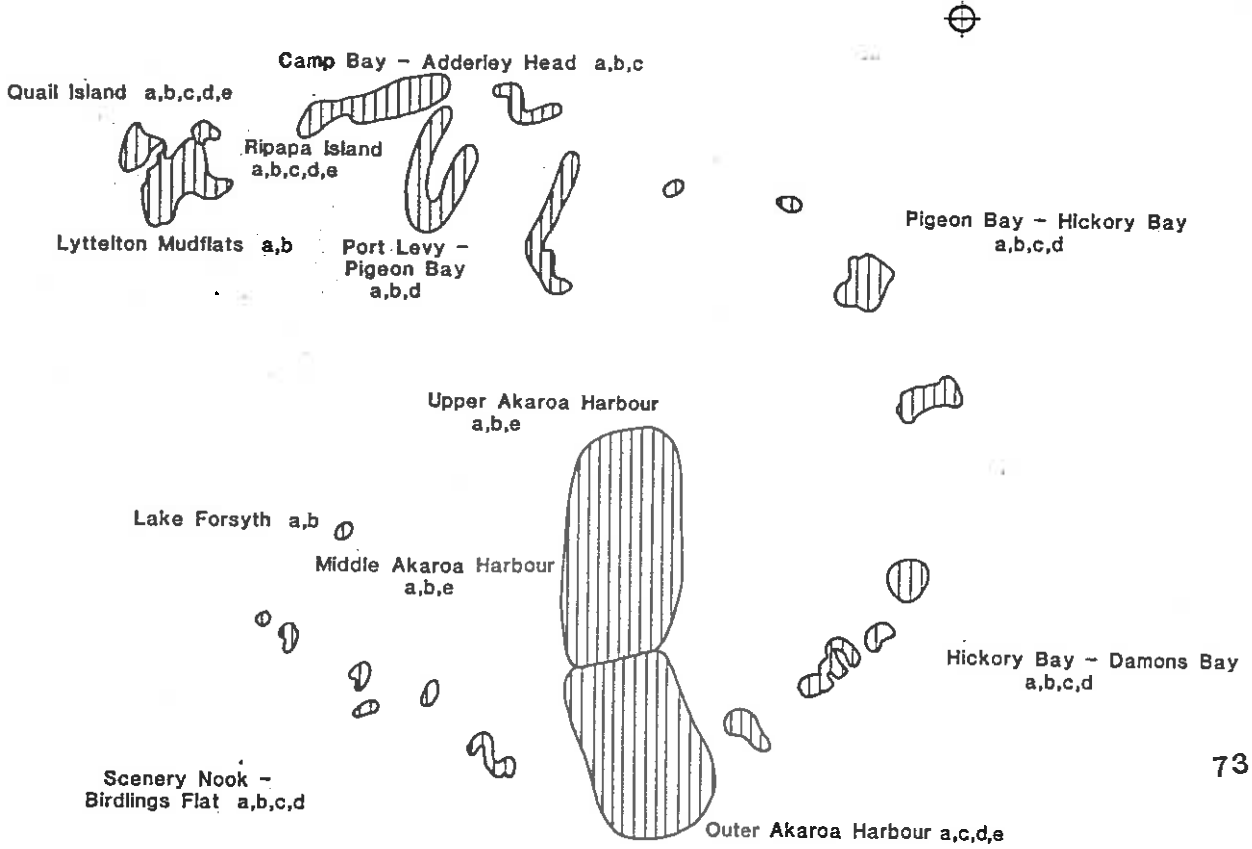 Camp Bay - Adderley Head a,b,c
Quail Island a,b,c,d,e
Ripapa Island
a,b,c,d,e
Lyttelton Mudflats a,b
Port Levy -
Pigeon Bay
a,b,d
Pigeon Bay - Hickory Bay
a,b,c,d
Upper Akaroa Harbour
a,b,e
Lake Forsyth a,b
Middle Akaroa Harbour
a,b,e
Hickory Bay - Damons Bay
a,b,c,d
Scenery Nook -
Birdlings Flat a,b,c,d
73
Outer Akaroa Harbour a,c,d,e